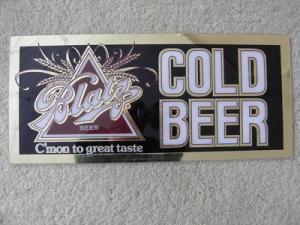 Blatz
BEER
C'mon to great taste
COLD
BEER